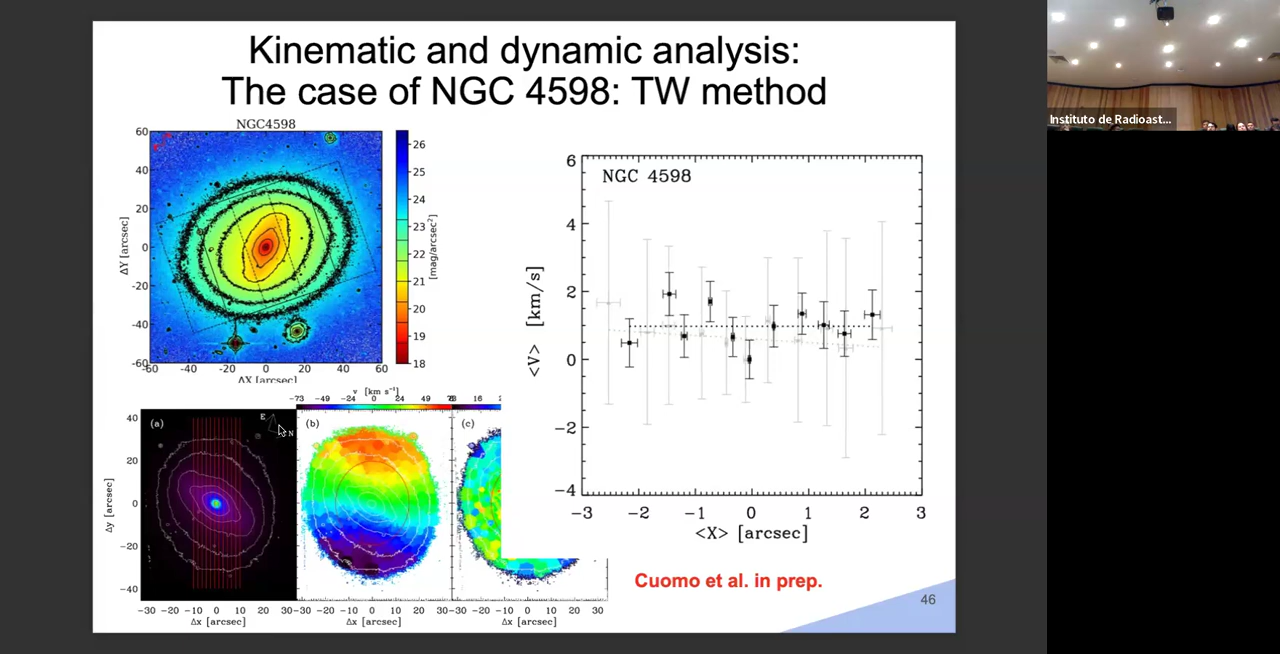 Kinematic and dynamic analysis:
The case of NGC 4598: TW method
Instituto de Radioast...
NGC4598
60
40
20
0
-20
-40
-60
ΔY [arcsec]
-60 -40 -20 0 20 40 60
ΔX [arcsec]
26
25
24
23
22
21
20
19
18
[mag/arcsec²]
v [km s⁻¹]
−73 −49 −24 0 24 49
16
(a)
E
N
(b)
(c)
40
20
0
−20
−40
Δy [arcsec]
−30 −20 −10 0 10 20 30
Δx [arcsec]
−30 −20 −10 0 10 20 30
Δx [arcsec]
−30 −20 −10 0 10 20 30
Δx [arcsec]
NGC 4598
6
4
2
0
−2
−4
<V> [km/s]
−3 −2 −1 0 1 2 3
<X> [arcsec]
Cuomo et al. in prep.
46